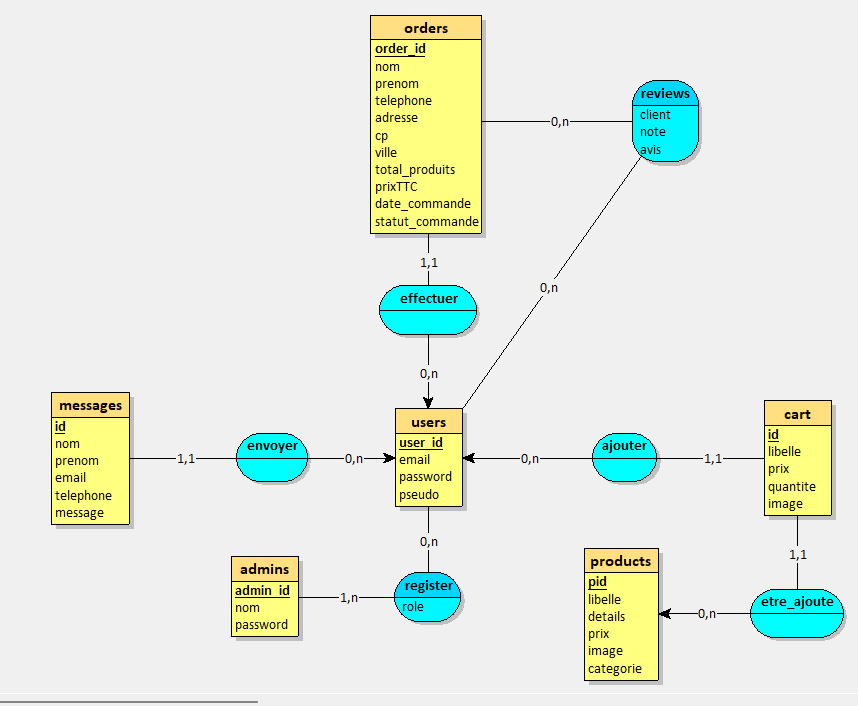 orders
order_id
nom
prenom
telephone
adresse
cp
ville
total_produits
prixTTC
date_commande
statut_commande
0,n
reviews
client
note
avis
1,1
0,n
effectuer
0,n
messages
id
nom
prenom
email
telephone
message
1,1
envoyer
0,n
users
user_id
email
password
pseudo
0,n
ajouter
1,1
cart
id
libelle
prix
quantite
image
0,n
1,1
admins
admin_id
nom
password
1,n
register
role
products
pid
libelle
details
prix
image
categorie
0,n
etre_ajoute